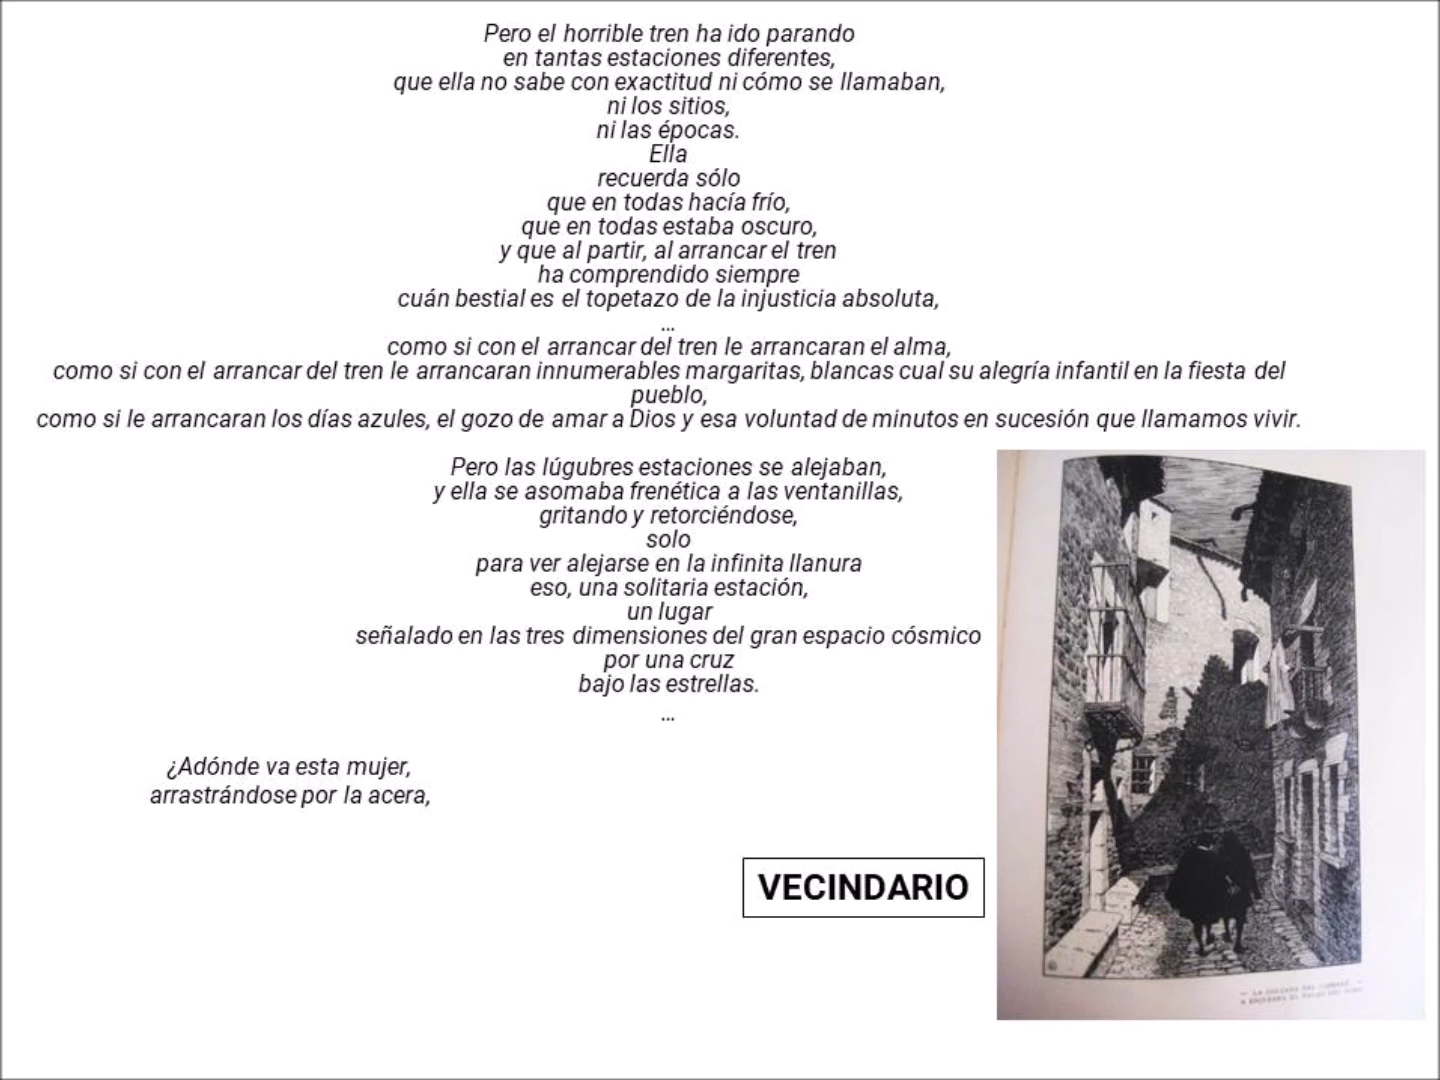 Pero el horrible tren ha ido parando
en tantas estaciones diferentes,
que ella no sabe con exactitud ni cómo se llamaban,
ni los sitios,
ni las épocas.
Ella
recuerda sólo
que en todas hacía frío,
que en todas estaba oscuro,
y que al partir, al arrancar el tren
ha comprendido siempre
cuán bestial es el topetazo de la injusticia absoluta,
...
como si con el arrancar del tren le arrancaran el alma,
como si con el arrancar del tren le arrancaran innumerables margaritas, blancas cual su alegría infantil en la fiesta del
pueblo,
como si le arrancaran los días azules, el gozo de amar a Dios y esa voluntad de minutos en sucesión que llamamos vivir.
Pero las lúgubres estaciones se alejaban,
y ella se asomaba frenética a las ventanillas,
gritando y retorciéndose,
solo
para ver alejarse en la infinita llanura
eso, una solitaria estación,
un lugar
señalado en las tres dimensiones del gran espacio cósmico
por una cruz
bajo las estrellas.
...
¿Adónde va esta mujer,
arrastrándose por la acera,
VECINDARIO